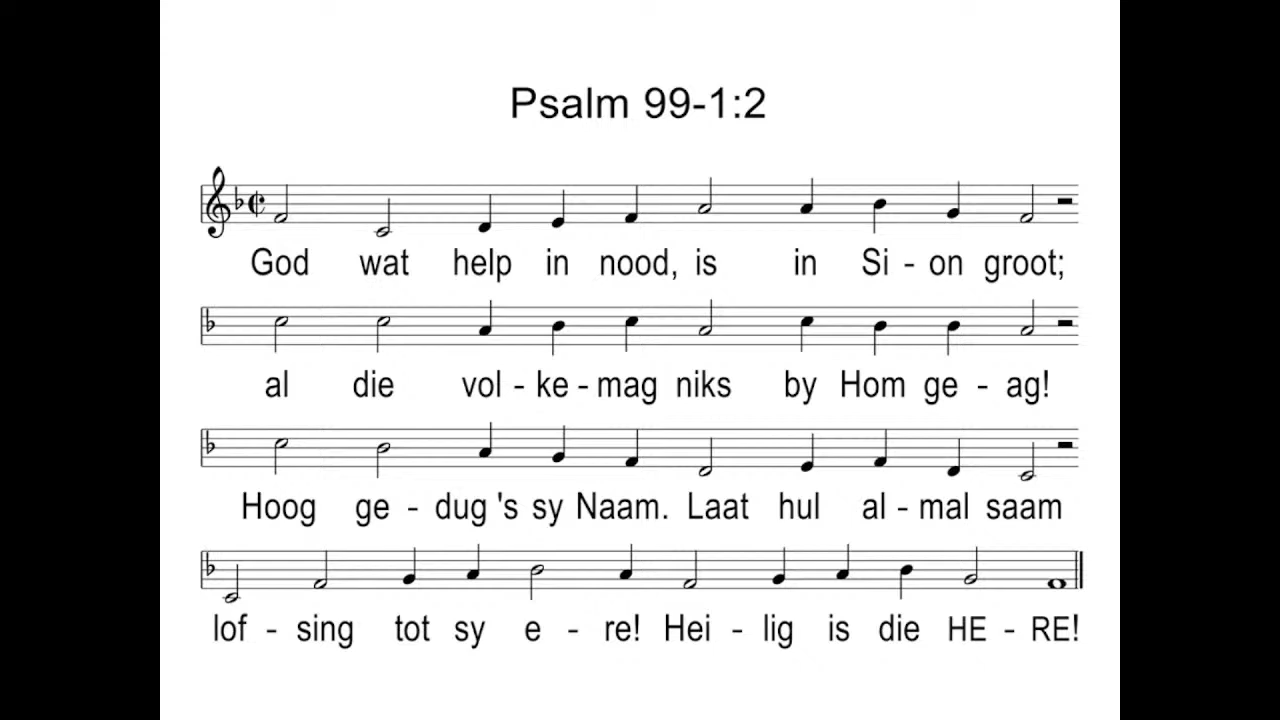 Psalm 99-1:2
God wat help in nood, is in Si - on groot;
al die vol - ke - mag niks by Hom ge - ag!
Hoog ge - dug 's sy Naam. Laat hul al - mal saam
lof - sing tot sy e - re! Hei - lig is die HE - RE!